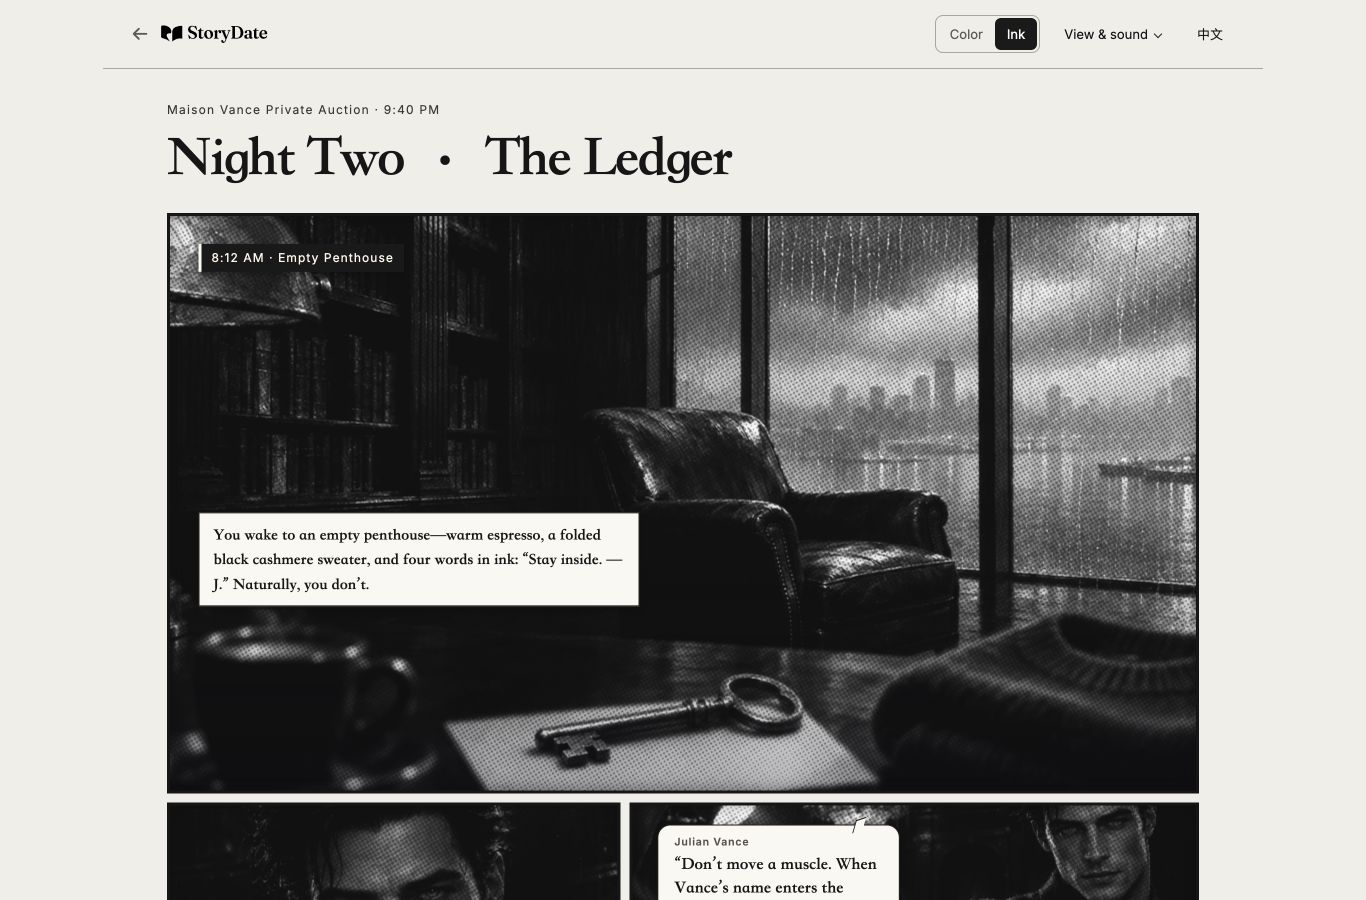 StoryDate
Color
Ink
View & sound
中文
Maison Vance Private Auction · 9:40 PM
Night Two · The Ledger
8:12 AM · Empty Penthouse
You wake to an empty penthouse—warm espresso, a folded
black cashmere sweater, and four words in ink: “Stay inside. —
J.” Naturally, you don’t.
Julian Vance
“Don’t move a muscle. When
Vance’s name enters the